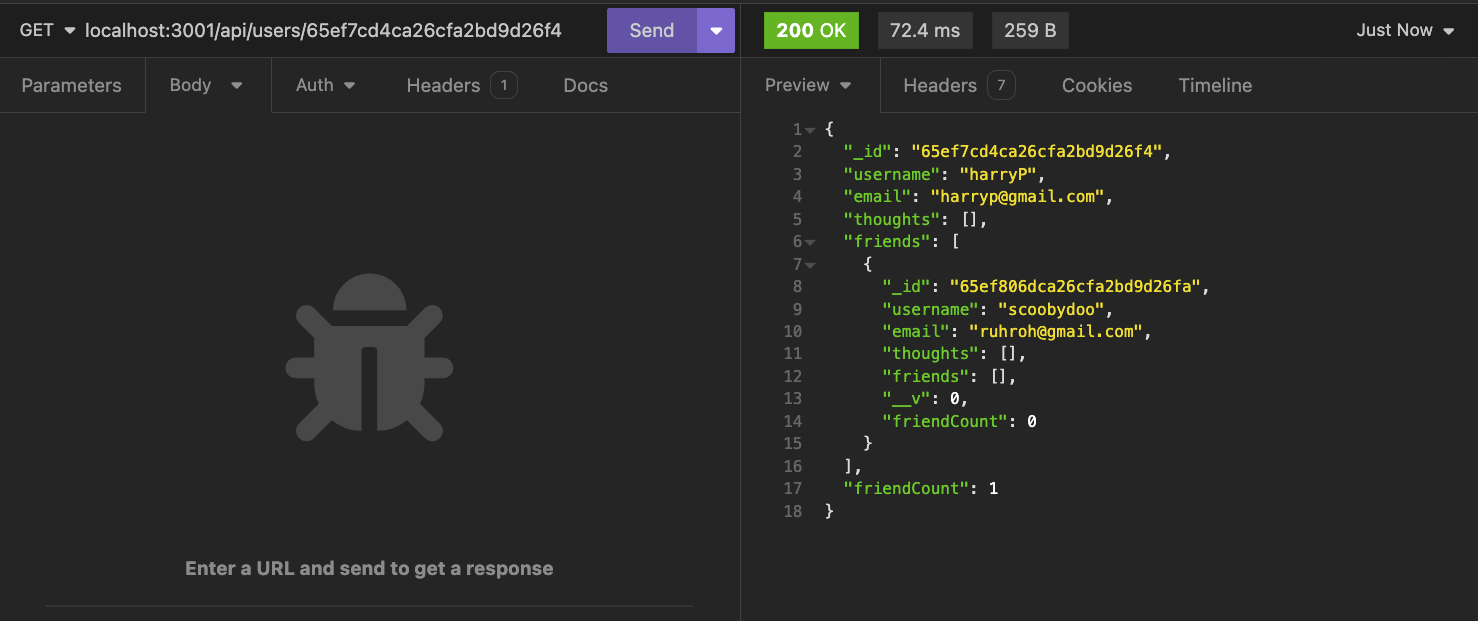 GET localhost:3001/api/users/65ef7cd4ca26cfa2bd9d26f4 Send 200 OK 72.4 ms 259 B Just Now
Parameters Body Auth Headers 1 Docs Preview Headers 7 Cookies Timeline
1 {
2 "_id": "65ef7cd4ca26cfa2bd9d26f4",
3 "username": "harryP",
4 "email": "harryp@gmail.com",
5 "thoughts": [],
6 "friends": [
7 {
8 "_id": "65ef806dca26cfa2bd9d26fa",
9 "username": "scoobydoo",
10 "email": "ruhroh@gmail.com",
11 "thoughts": [],
12 "friends": [],
13 "__v": 0,
14 "friendCount": 0
15 }
16 ],
17 "friendCount": 1
18 }
Enter a URL and send to get a response